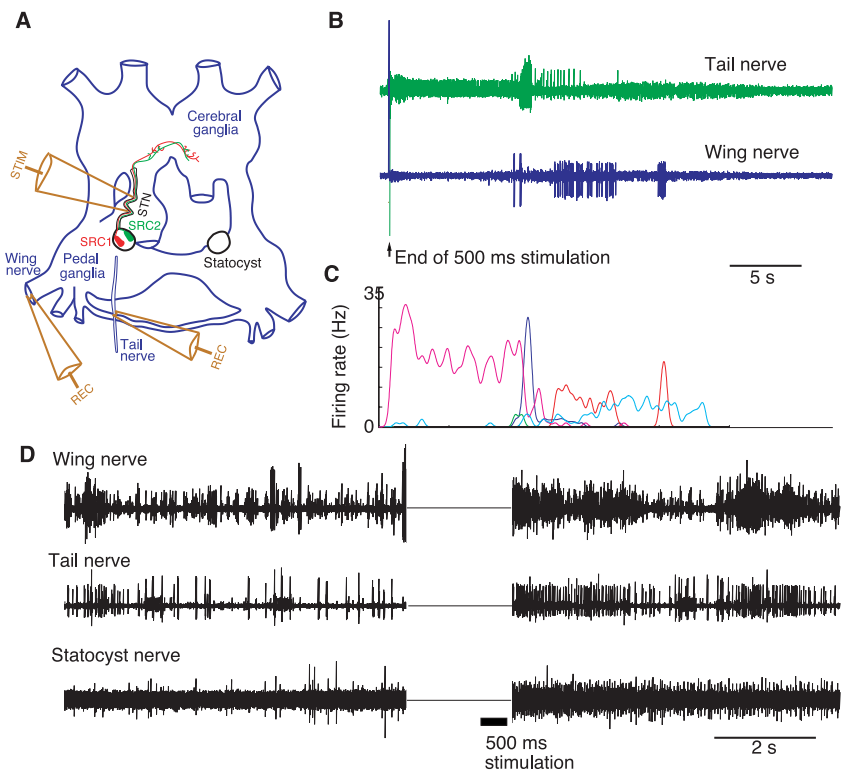 A
Cerebral
ganglia
STIM
STN
SRC2
SRC1
Wing
nerve
Pedal
ganglia
Statocyst
Tail
nerve
REC
REC
B
Tail nerve
Wing nerve
End of 500 ms stimulation
5 s
C
35
Firing rate (Hz)
0
D
Wing nerve
Tail nerve
Statocyst nerve
500 ms
stimulation
2 s